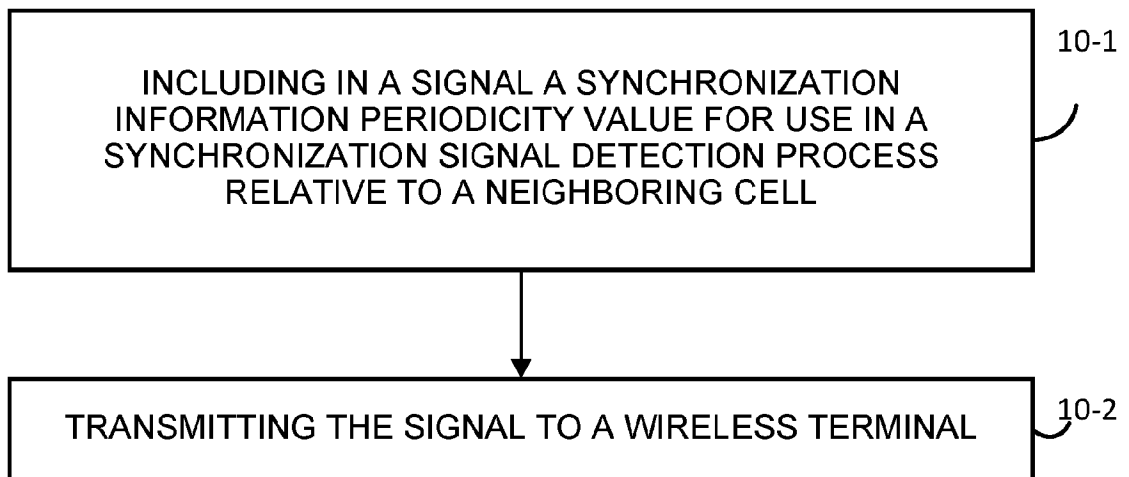 INCLUDING IN A SIGNAL A SYNCHRONIZATION
INFORMATION PERIODICITY VALUE FOR USE IN A
SYNCHRONIZATION SIGNAL DETECTION PROCESS
RELATIVE TO A NEIGHBORING CELL
10-1
TRANSMITTING THE SIGNAL TO A WIRELESS TERMINAL
10-2